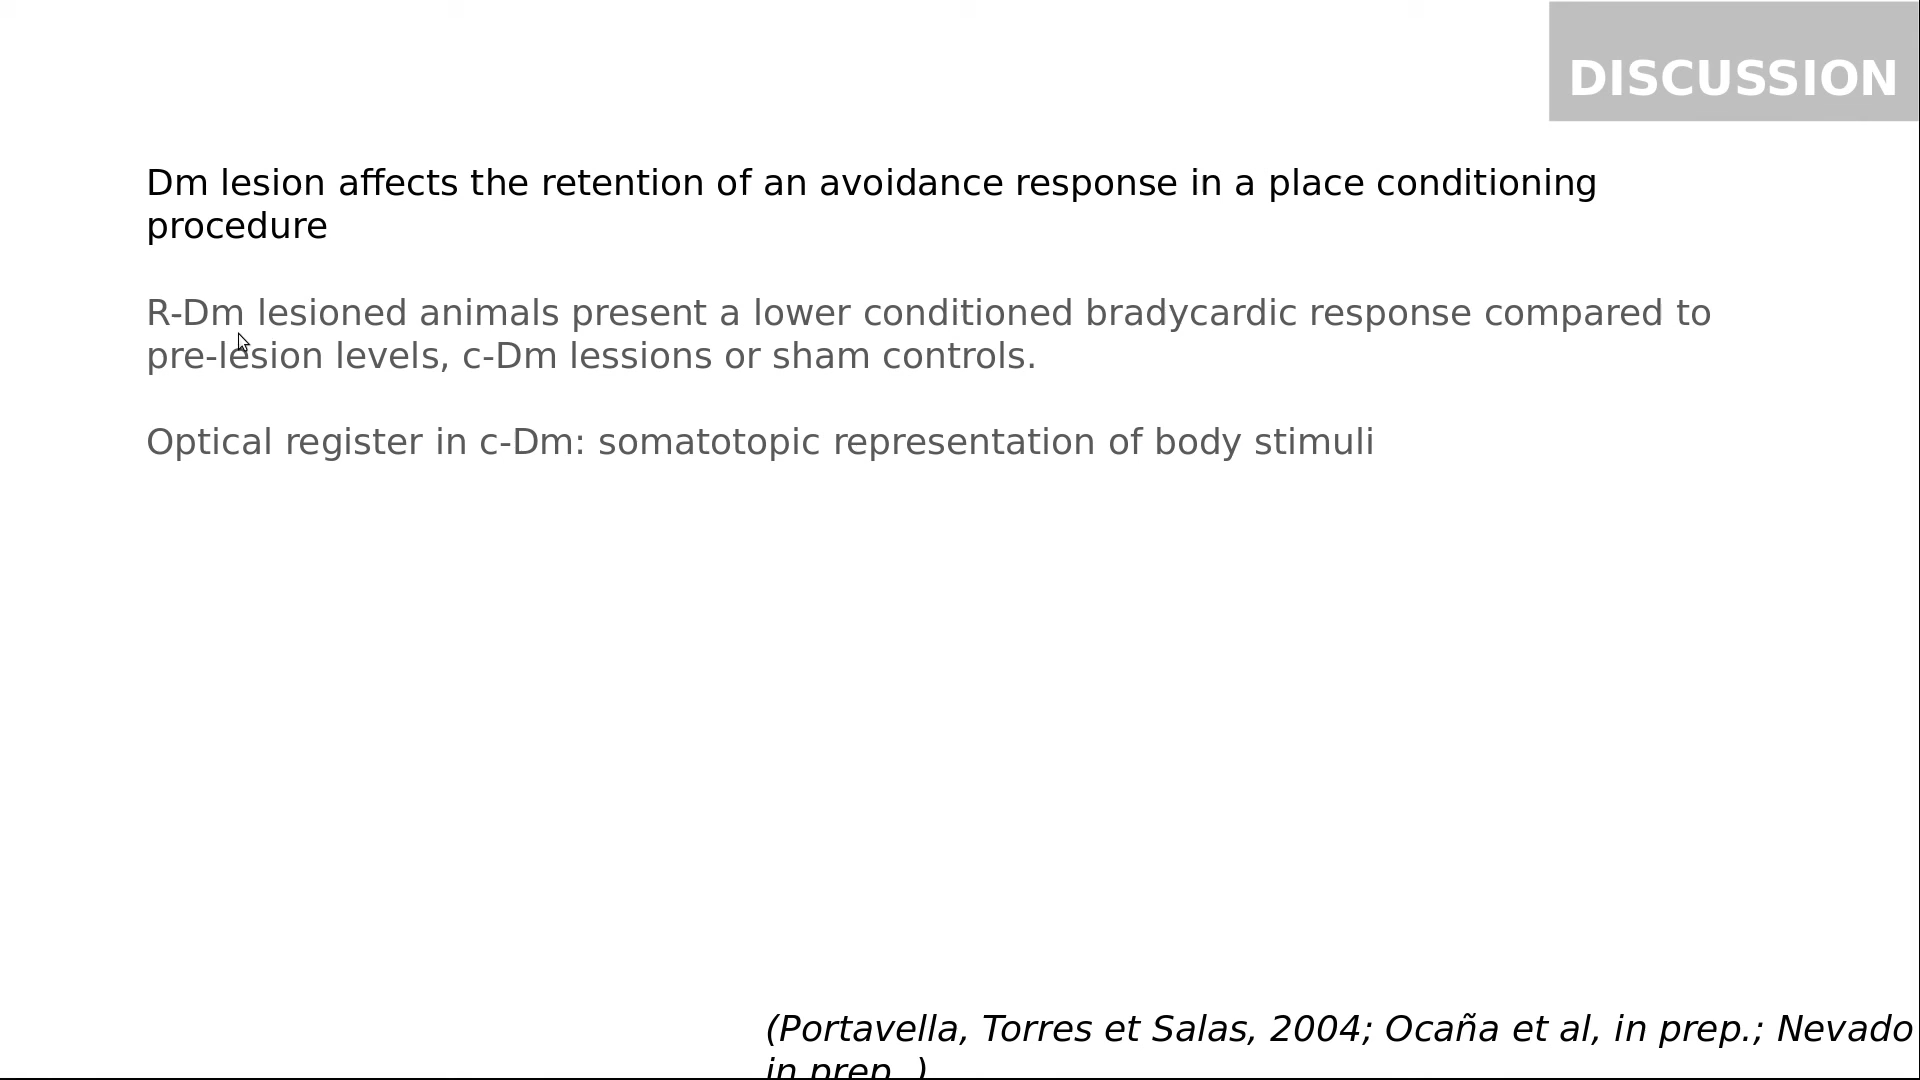 DISCUSSION
Dm lesion affects the retention of an avoidance response in a place conditioning
procedure
R-Dm lesioned animals present a lower conditioned bradycardic response compared to
pre-lesion levels, c-Dm lessions or sham controls.
Optical register in c-Dm: somatotopic representation of body stimuli
(Portavella, Torres et Salas, 2004; Ocaña et al, in prep.; Nevado
in prep. )